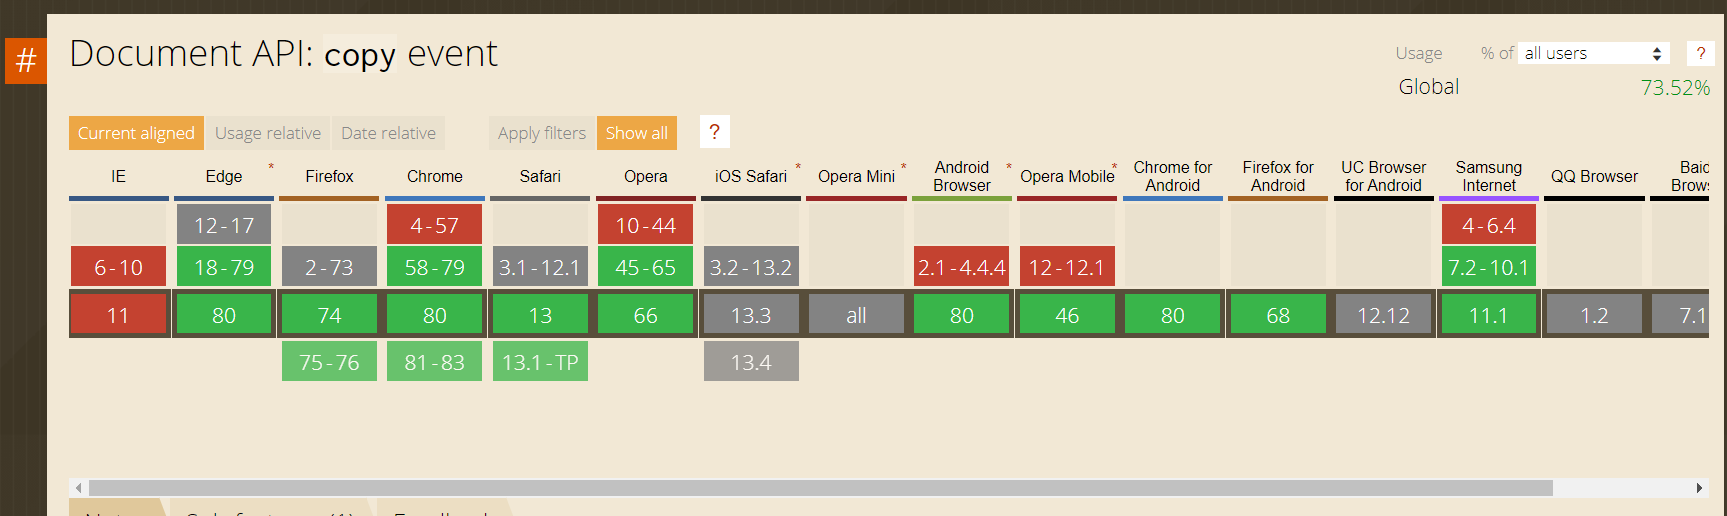 #
Document API: copy event
Usage % of all users ?
Global 73.52%
Current aligned Usage relative Date relative Apply filters Show all ?
IE Edge * Firefox Chrome Safari Opera iOS Safari * Opera Mini * Android Browser * Opera Mobile * Chrome for Android Firefox for Android UC Browser for Android Samsung Internet QQ Browser
12-17 4-57 10-44 4-6.4
6-10 18-79 2-73 58-79 3.1-12.1 45-65 3.2-13.2 2.1-4.4.4 12-12.1 7.2-10.1
11 80 74 80 13 66 13.3 all 80 46 80 68 12.12 11.1 1.2 7.1
75-76 81-83 13.1-TP 13.4